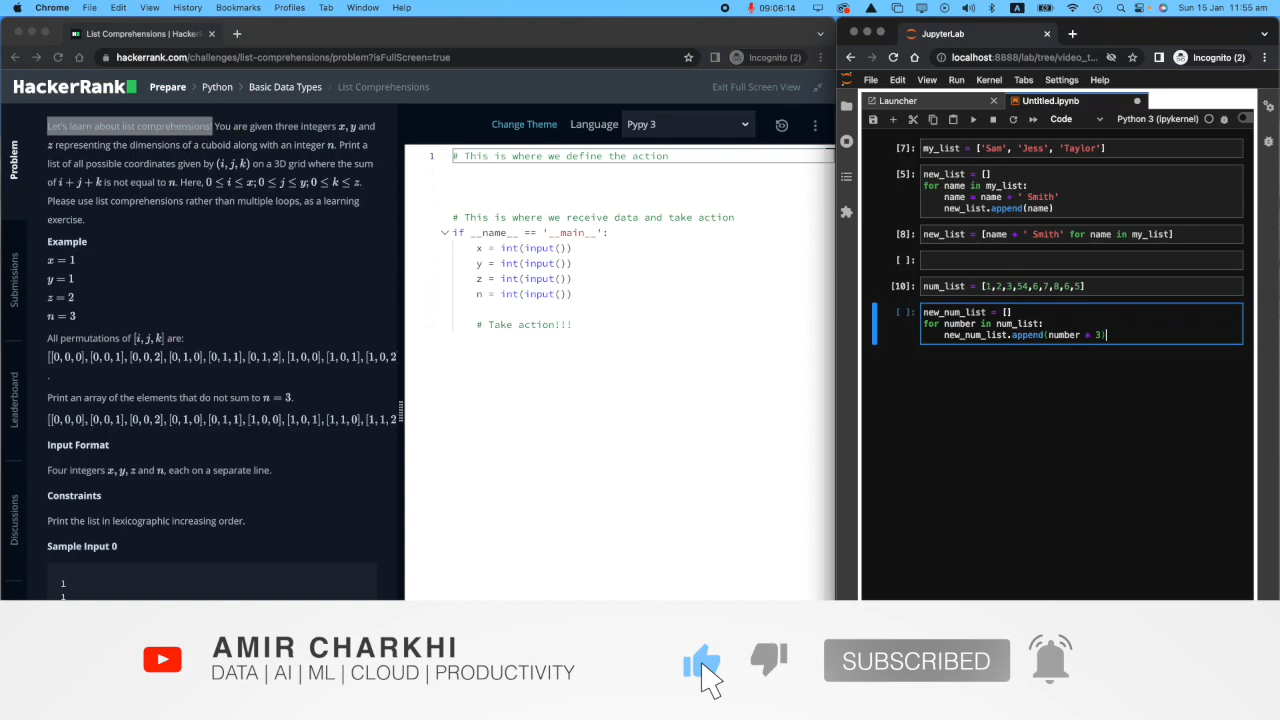 Chrome File Edit View History Bookmarks Profiles Tab Window Help
09:06:14
A
Sun 15 Jan 11:55 am
List Comprehensions | HackerR
hackerrank.com/challenges/list-comprehensions/problem?isFullScreen=true
Incognito (2)
HackerRank
Prepare
Python
Basic Data Types
List Comprehensions
Exit Full Screen View
Problem
Submissions
Leaderboard
Discussions
Let's learn about list comprehensions! You are given three integers x, y and
z representing the dimensions of a cuboid along with an integer n. Print a
list of all possible coordinates given by (i, j, k) on a 3D grid where the sum
of i + j + k is not equal to n. Here, 0 ≤ i ≤ x; 0 ≤ j ≤ y; 0 ≤ k ≤ z.
Please use list comprehensions rather than multiple loops, as a learning
exercise.
Example
x = 1
y = 1
z = 2
n = 3
All permutations of [i, j, k] are:
[[0, 0, 0], [0, 0, 1], [0, 0, 2], [0, 1, 0], [0, 1, 1], [0, 1, 2], [1, 0, 0], [1, 0, 1], [1, 0, 2
.
Print an array of the elements that do not sum to n = 3.
[[0, 0, 0], [0, 0, 1], [0, 0, 2], [0, 1, 0], [0, 1, 1], [1, 0, 0], [1, 0, 1], [1, 1, 0], [1, 1, 2
Input Format
Four integers x, y, z and n, each on a separate line.
Constraints
Print the list in lexicographic increasing order.
Sample Input 0
1
1
Change Theme
Language
Pypy 3
1
# This is where we define the action
# This is where we receive data and take action
if __name__ == '__main__':
x = int(input())
y = int(input())
z = int(input())
n = int(input())
# Take action!!!
JupyterLab
localhost:8888/lab/tree/video_t
Incognito (2)
File Edit View Run Kernel Tabs Settings Help
Launcher
Untitled.ipynb
Code
Python 3 (ipykernel)
[7]: my_list = ['Sam', 'Jess', 'Taylor']
[5]: new_list = []
for name in my_list:
name = name + ' Smith'
new_list.append(name)
[8]: new_list = [name + ' Smith' for name in my_list]
[ ]:
[10]: num_list = [1,2,3,54,6,7,8,6,5]
[ ]: new_num_list = []
for number in num_list:
new_num_list.append(number * 3)
AMIR CHARKHI
DATA | AI | ML | CLOUD | PRODUCTIVITY
SUBSCRIBED